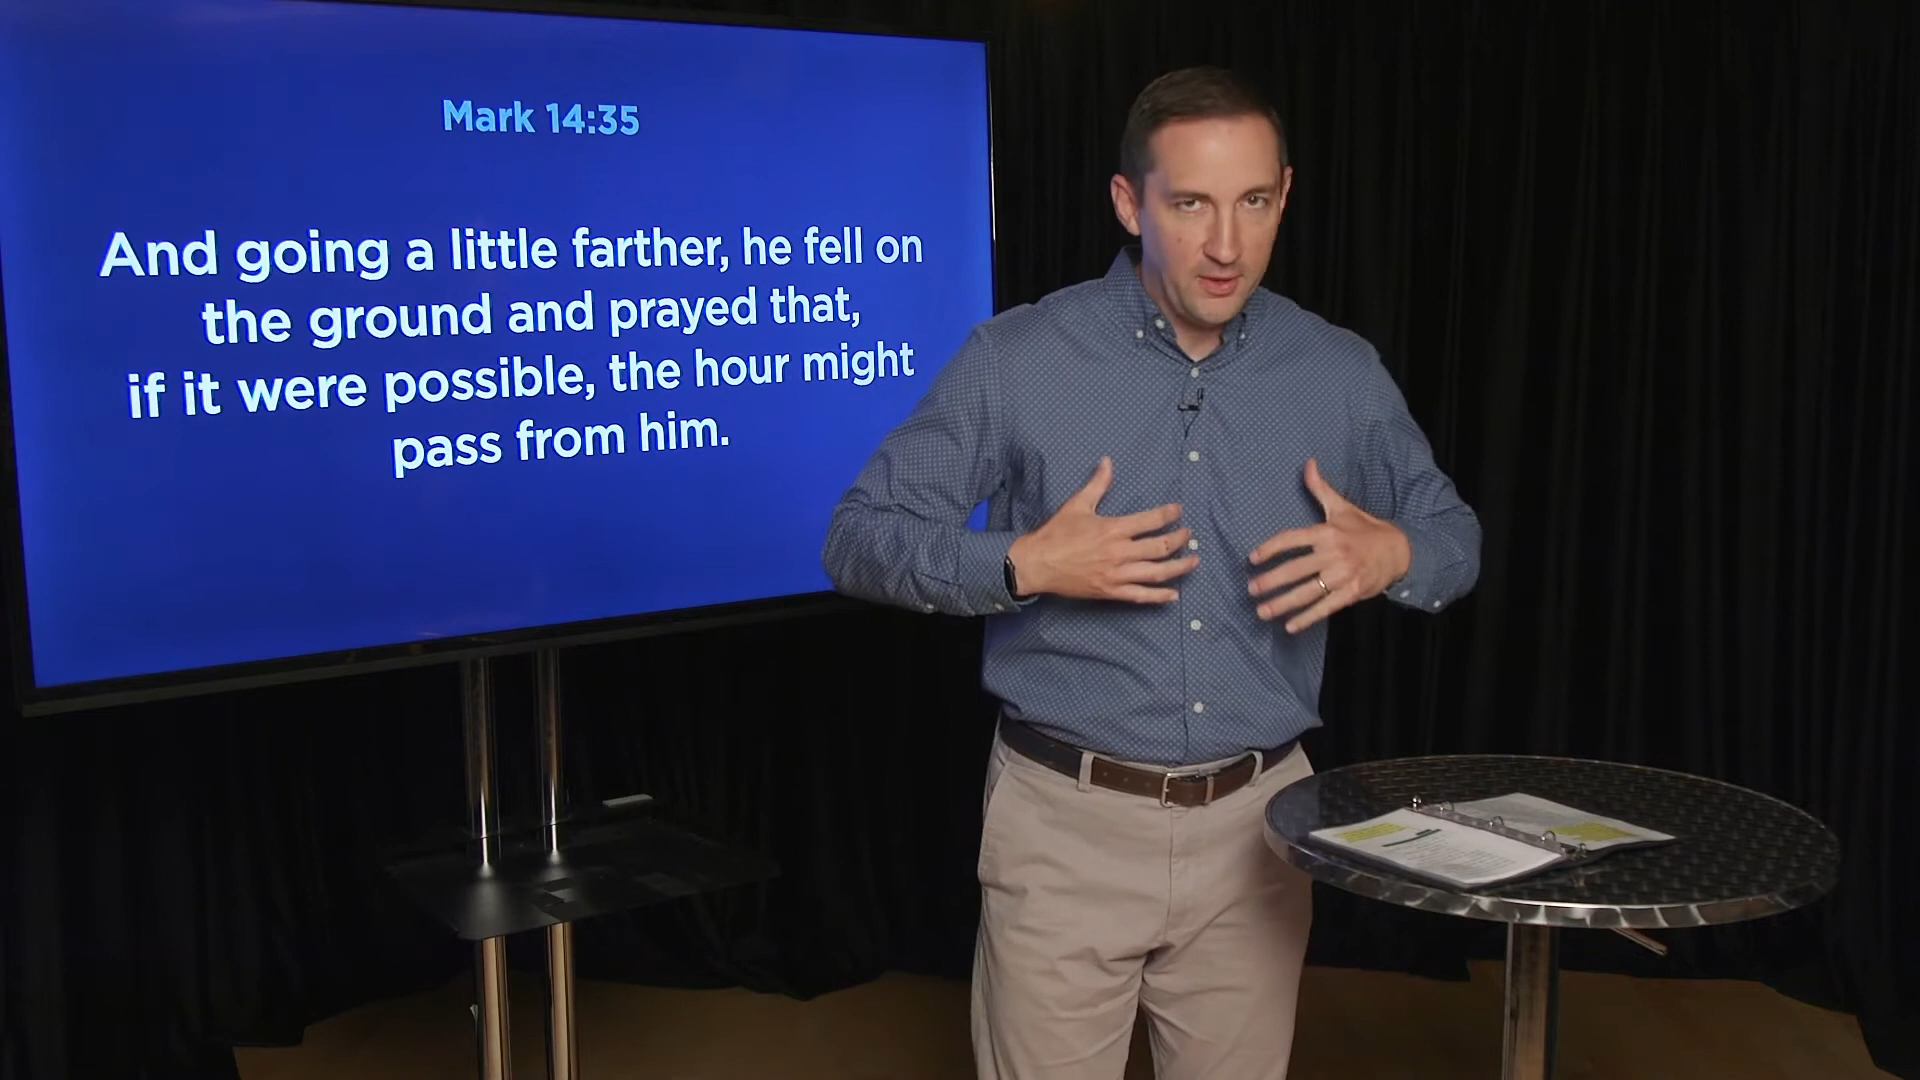 Mark 14:35
And going a little farther, he fell on
the ground and prayed that,
if it were possible, the hour might
pass from him.